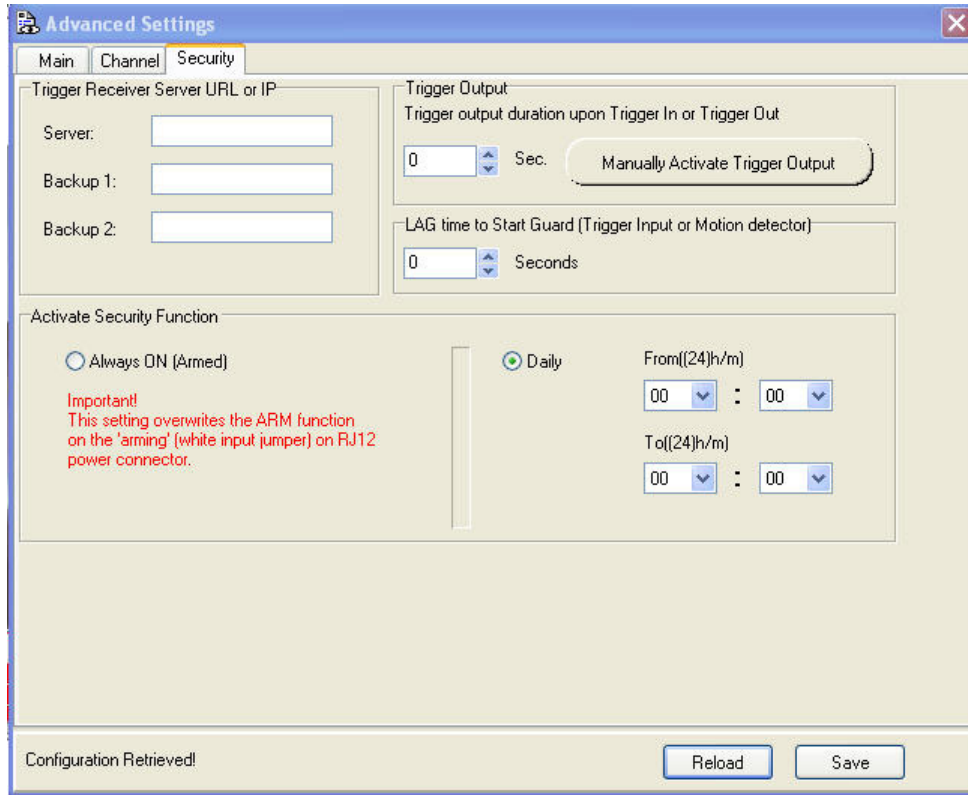 Advanced Settings
Main
Channel
Security
Trigger Receiver Server URL or IP
Server:
Backup 1:
Backup 2:
Trigger Output
Trigger output duration upon Trigger In or Trigger Out
0
Sec.
Manually Activate Trigger Output
LAG time to Start Guard (Trigger Input or Motion detector)
0
Seconds
Activate Security Function
Always ON (Armed)
Important!
This setting overwrites the ARM function
on the 'arming' (white input jumper) on RJ12
power connector.
Daily
From((24)h/m)
00 : 00
To((24)h/m)
00 : 00
Configuration Retrieved!
Reload
Save